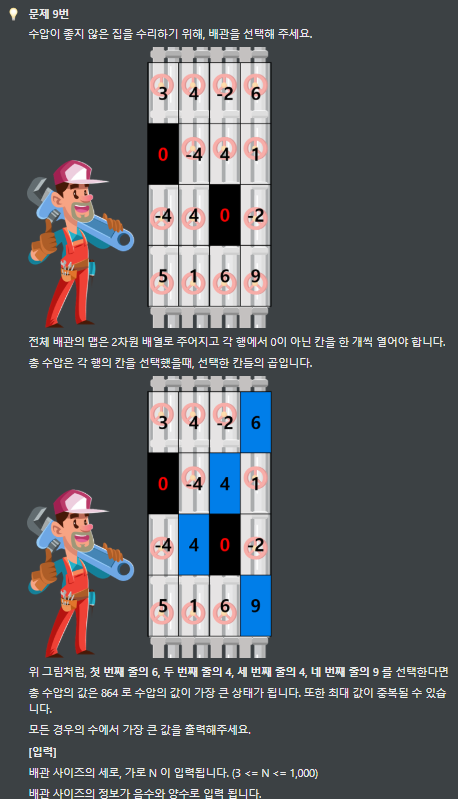 문제 9번
수압이 좋지 않은 집을 수리하기 위해, 배관을 선택해 주세요.
3 4 -2 6
0 -4 4 1
-4 4 0 -2
5 1 6 9
전체 배관의 맵은 2차원 배열로 주어지고 각 행에서 0이 아닌 칸을 한 개씩 열어야 합니다.
총 수압은 각 행의 칸을 선택했을때, 선택한 칸들의 곱입니다.
3 4 -2 6
0 -4 4 1
-4 4 0 -2
5 1 6 9
위 그림처럼, 첫 번째 줄의 6, 두 번째 줄의 4, 세 번째 줄의 4, 네 번째 줄의 9 를 선택한다면
총 수압의 값은 864 로 수압의 값이 가장 큰 상태가 됩니다. 또한 최대 값이 중복될 수 있습
니다.
모든 경우의 수에서 가장 큰 값을 출력해주세요.
[입력]
배관 사이즈의 세로, 가로 N 이 입력됩니다. (3 <= N <= 1,000)
배관 사이즈의 정보가 음수와 양수로 입력 됩니다.